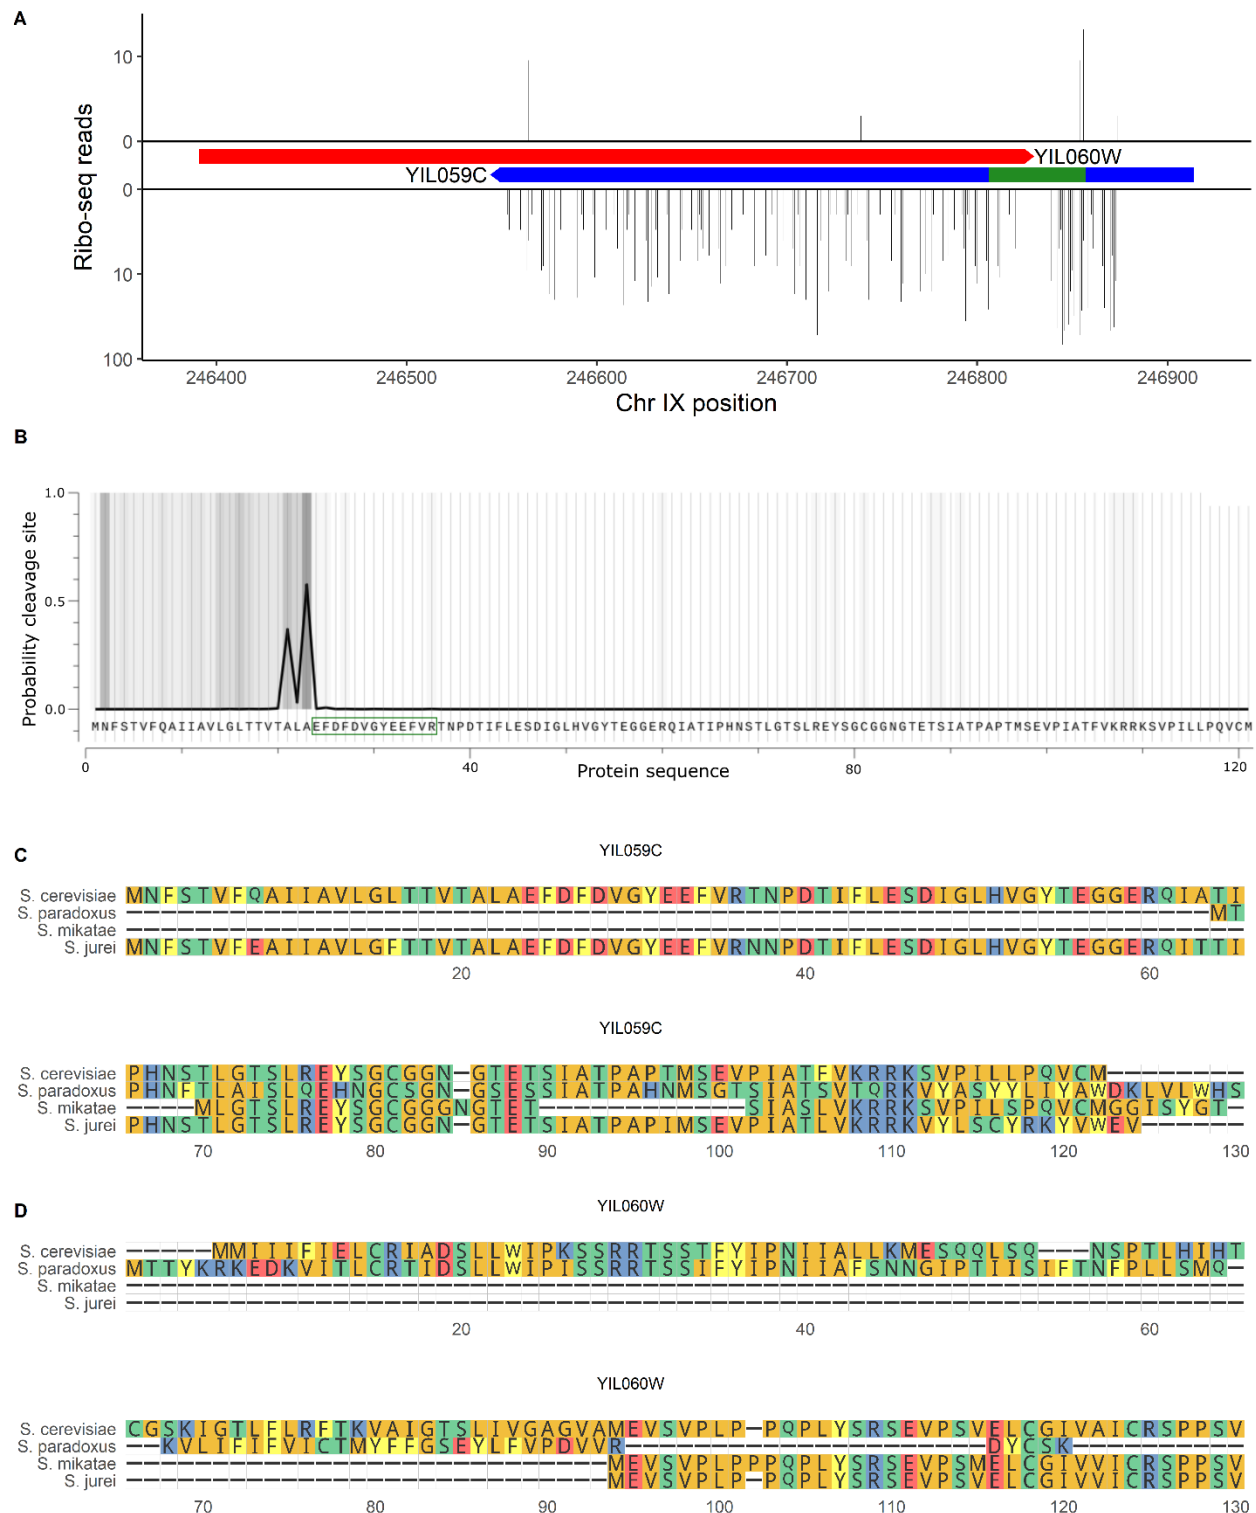 A
10
0
YIL060W
YIL059C
0
10
100
Ribo-seq reads
246400 246500 246600 246700 246800 246900
Chr IX position
B
1.0
0.5
0.0
Probability cleavage site
MNFSTVFQAIIAVLGLTTVTALAEFDFDVGYEEFVRTNPDTIFLESDIGLHVGYTEGGERQIATIPHNSTLGTSLREYSGCGGNGTETSIATPAPTMSEVPIATFVKRRKSVPILLPQVCM
0 40 80 120
Protein sequence
C
YIL059C
S. cerevisiae MNFSTVFQAIIAVLGLTTVTALAEFDFDVGYEEFVRTNPDTIFLESDIGLHVGYTEGGERQIATI
S. paradoxus ---------------------------------------------------------------MT
S. mikatae -----------------------------------------------------------------
S. jurei MNFSTVFEAIIAVLGFTTVTALAEFDFDVGYEEFVRNNPDTIFLESDIGLHVGYTEGGERQITTI
20 40 60
YIL059C
S. cerevisiae PHNSTLGTSLREYSGCGGN-GTETSIATPAPTMSEVPIATFVKRRKSVPILLPQVCM--------
S. paradoxus PHNFTLAISLQEHNGCSGN-GSESSIATPAHNMSGTSIATSVTQRRKVYASYYLIYAWDKLVLWHS
S. mikatae ----MLGTSLREYSGCGGGNGTET------------SIASLVKRRKSVPILSPQVCMGGISYGT-
S. jurei PHNSTLGTSLREYSGCGGN-GTETSIATPAPIMSEVPIATLVKRRKVYLSCYRKYVWEV------
70 80 90 100 110 120 130
D
YIL060W
S. cerevisiae -----MMIIIFIELCRIADSLLWIPKSSRRTSSTFYIPNIIALLKMESQQLSQ---NSPTLHIHT
S. paradoxus MTTYKRKEDKVITLCRTIDSLLWIPISSRRTSSIFYIPNIIAFSNNGIPTIISIFTNFPLLSMQ-
S. mikatae -----------------------------------------------------------------
S. jurei -----------------------------------------------------------------
20 40 60
YIL060W
S. cerevisiae CGSKIGTLFLRFTKVAIGTSLIVGAGVAMEVSVPLP-PQPLYSRSEVPSVELCGIVAICRSPPSV
S. paradoxus --KVLIFIFVICTMYFFGSEYLFVPDVVR---------------------DYCSK----------
S. mikatae ----------------------------MEVSVPLPPPQPLYSRSEVPSMELCGIVVICRSPPSV
S. jurei ----------------------------MEVSVPLP-PQPLYSRSEVPSVELCGIVVICRSPPSV
70 80 90 100 110 120 130